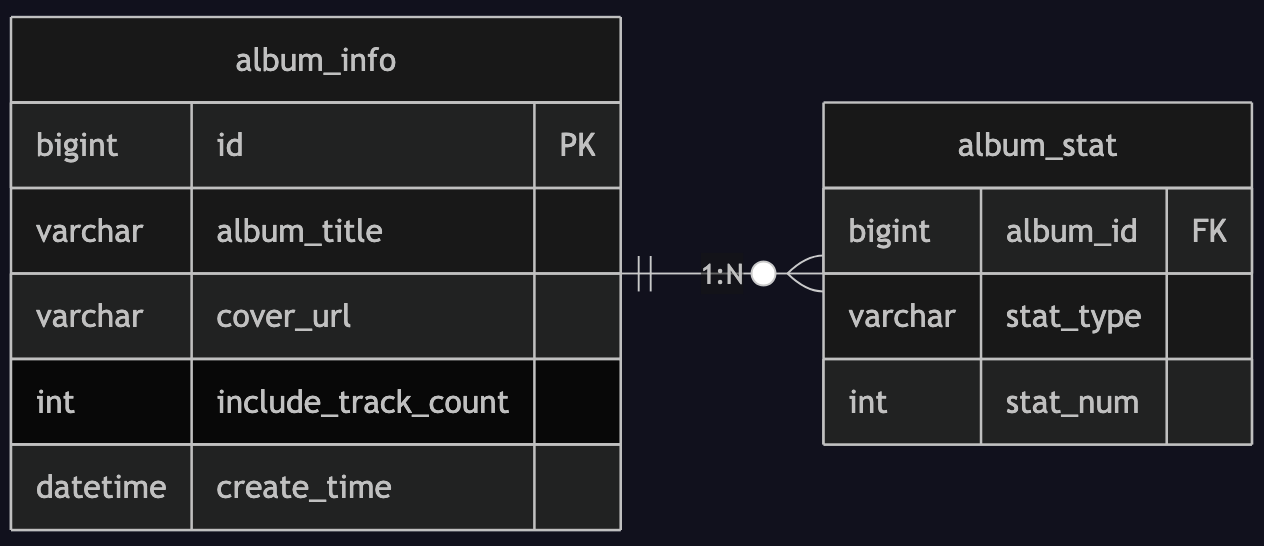 album_info
bigint id PK
varchar album_title
varchar cover_url
int include_track_count
datetime create_time
1:N
album_stat
bigint album_id FK
varchar stat_type
int stat_num